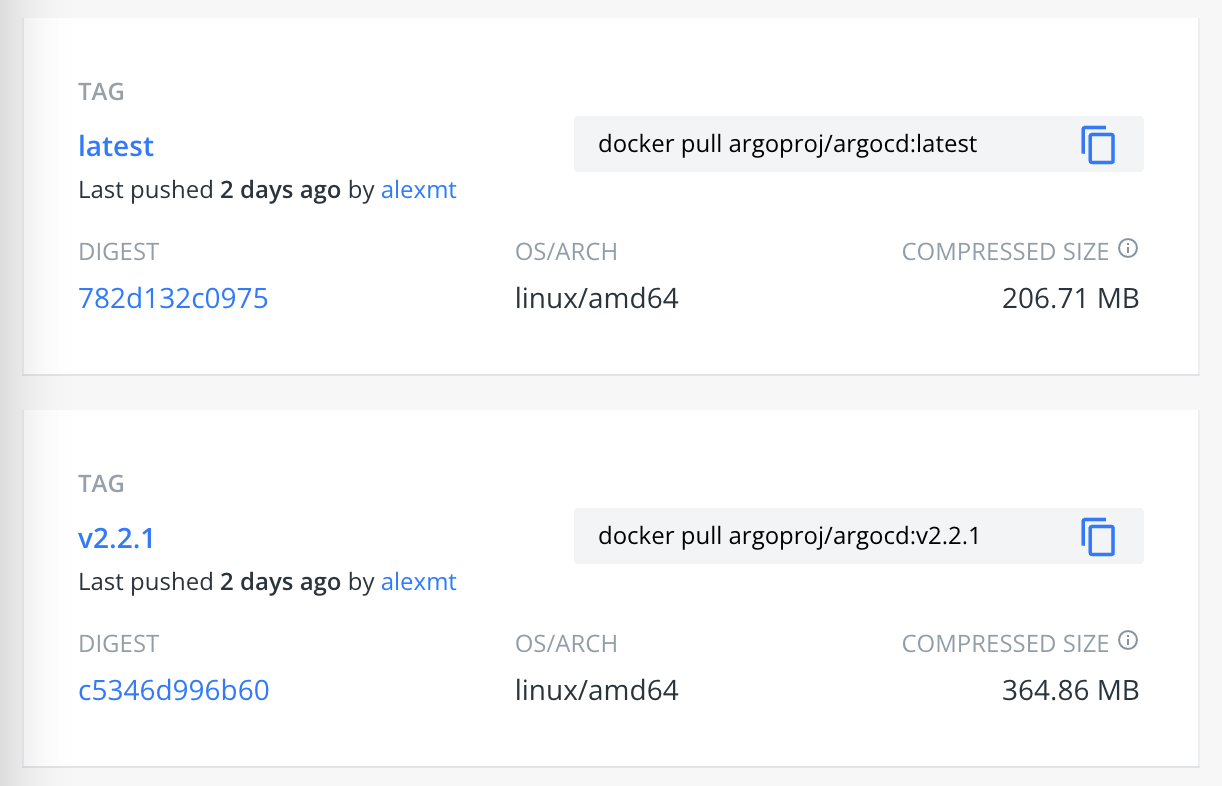 TAG
latest
docker pull argoproj/argocd:latest
Last pushed 2 days ago by alexmt
DIGEST OS/ARCH COMPRESSED SIZE
782d132c0975 linux/amd64 206.71 MB
TAG
v2.2.1
docker pull argoproj/argocd:v2.2.1
Last pushed 2 days ago by alexmt
DIGEST OS/ARCH COMPRESSED SIZE
c5346d996b60 linux/amd64 364.86 MB